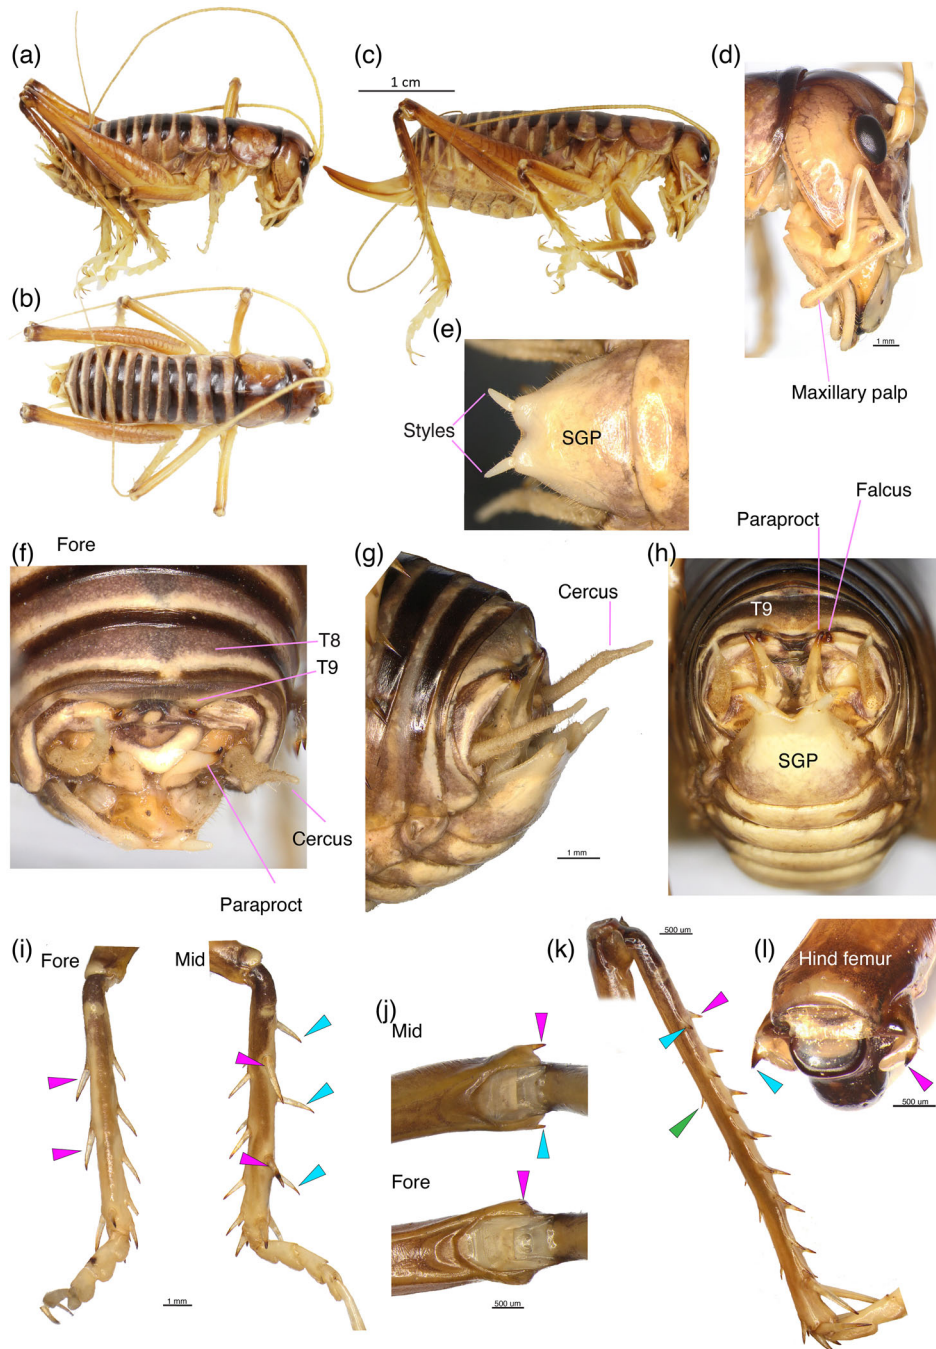 (a)
(c)
1 cm
(d)
1 mm
Maxillary palp
(b)
(e)
Styles
SGP
Falcus
Paraproct
(f)
Fore
T8
T9
Cercus
Paraproct
(g)
Cercus
1 mm
(h)
T9
SGP
(i)
Fore
Mid
1 mm
(j)
Mid
Fore
500 um
(k)
500 um
(l)
Hind femur
500 um